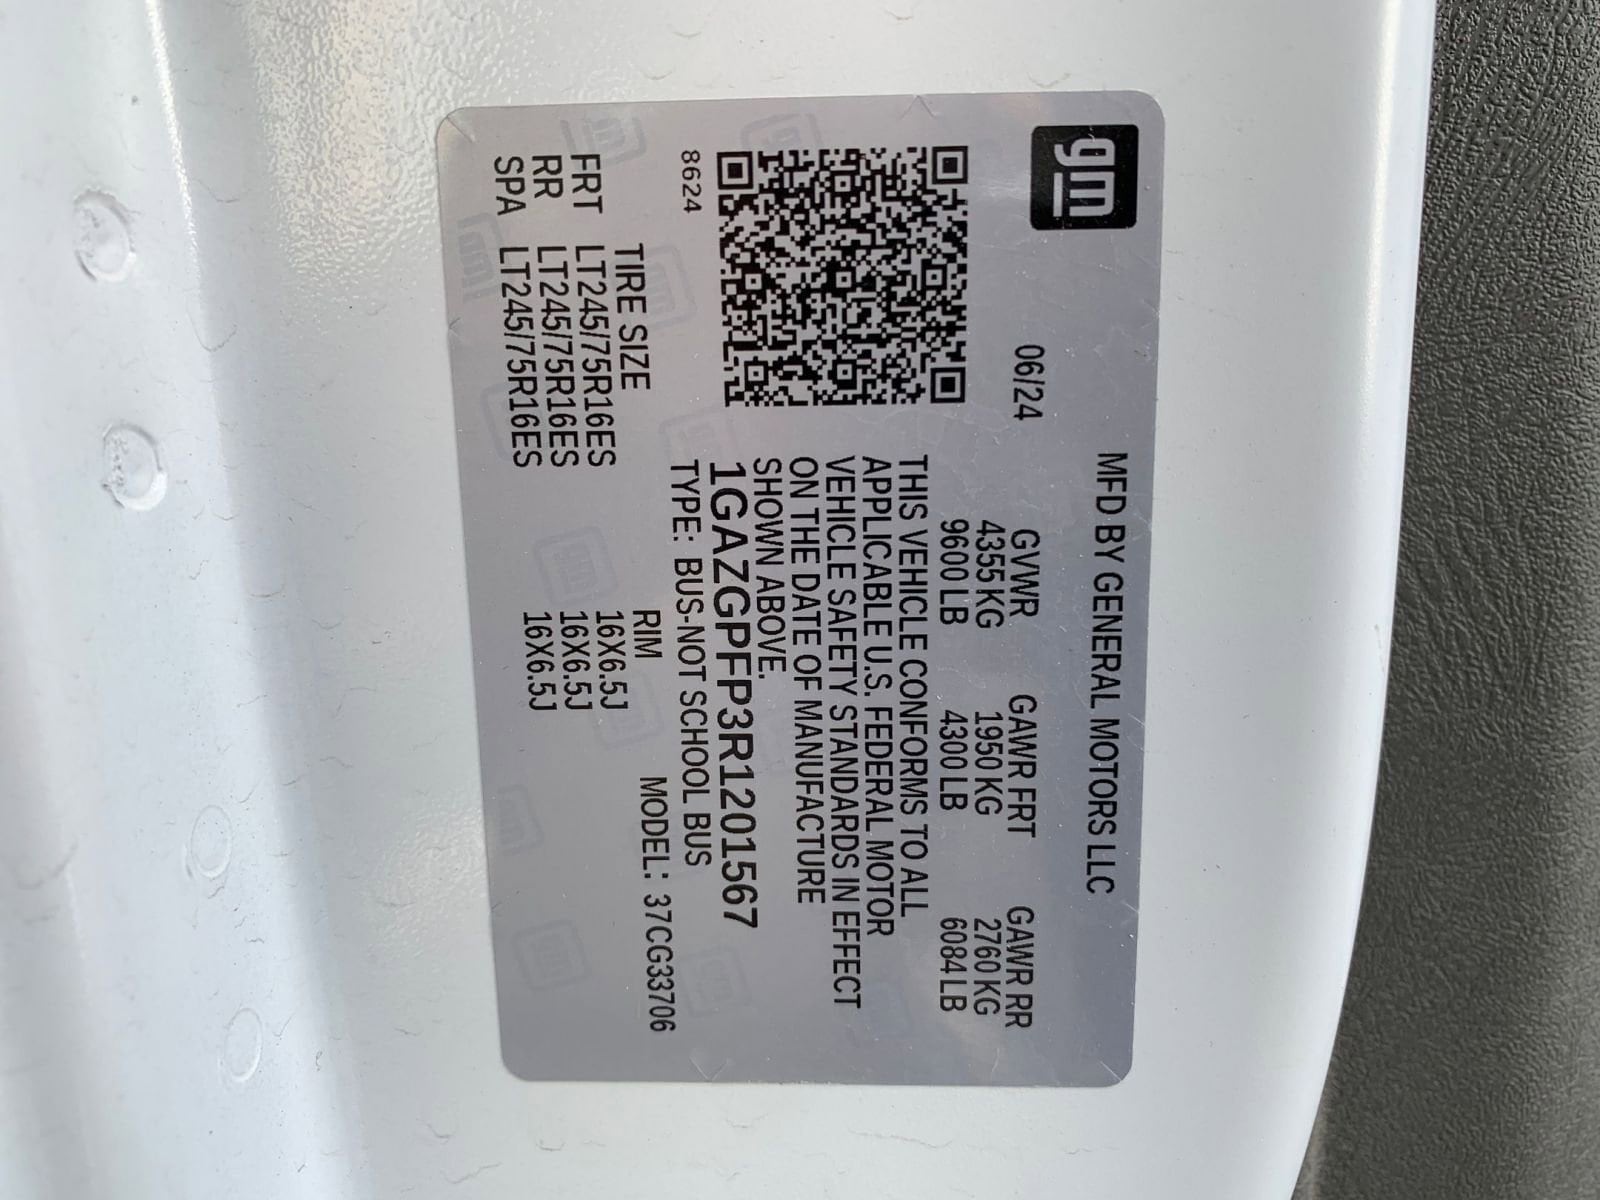 gm
MFD BY GENERAL MOTORS LLC
06/24
GVWR GAWR FRT GAWR RR
4355 KG 1950 KG 2760 KG
9600 LB 4300 LB 6084 LB
THIS VEHICLE CONFORMS TO ALL
APPLICABLE U.S. FEDERAL MOTOR
VEHICLE SAFETY STANDARDS IN EFFECT
ON THE DATE OF MANUFACTURE
SHOWN ABOVE.
1GAZGPFP3R1201567
8624
TYPE: BUS-NOT SCHOOL BUS
MODEL: 37CG33706
TIRE SIZE RIM
FRT LT245/75R16ES 16X6.5J
RR LT245/75R16ES 16X6.5J
SPA LT245/75R16ES 16X6.5J